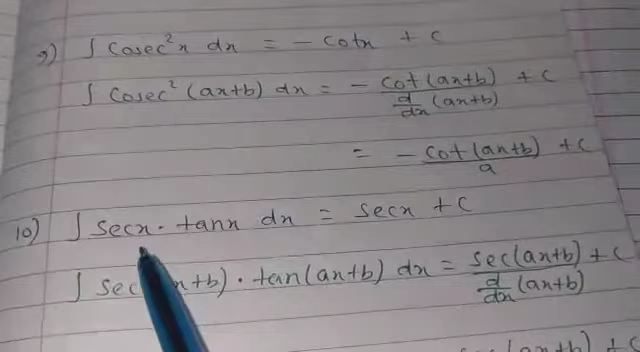 9) ∫ cosec²x dx = - cotx + c
∫ cosec² (ax+b) dx = - cot(ax+b) / d/dx (ax+b) + c
= - cot(ax+b) / a + c
10) ∫ secx · tanx dx = secx + c
∫ sec( x+b) · tan(ax+b) dx = sec(ax+b) + c / d/dx (ax+b)
(ax+b) + c